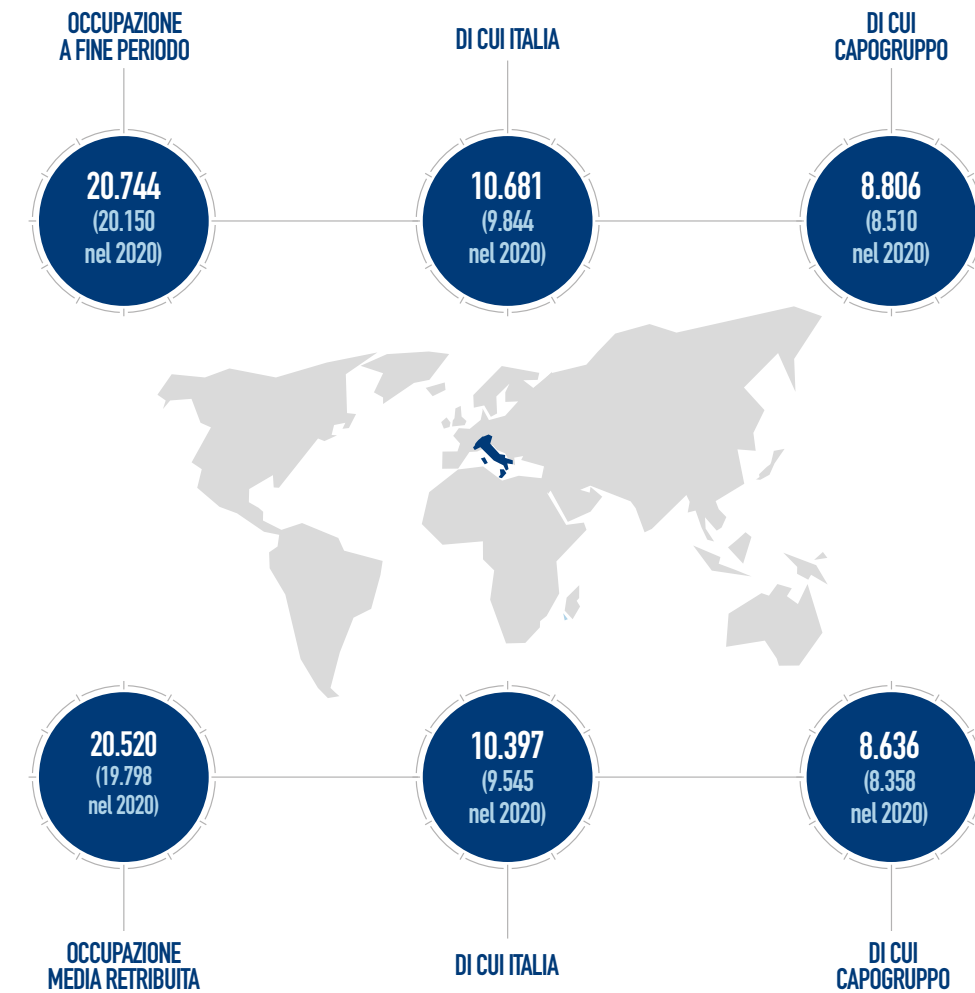 OCCUPAZIONE
A FINE PERIODO
DI CUI ITALIA
DI CUI
CAPOGRUPPO
20.744
(20.150
nel 2020)
10.681
(9.844
nel 2020)
8.806
(8.510
nel 2020)
20.520
(19.798
nel 2020)
10.397
(9.545
nel 2020)
8.636
(8.358
nel 2020)
OCCUPAZIONE
MEDIA RETRIBUITA
DI CUI ITALIA
DI CUI
CAPOGRUPPO